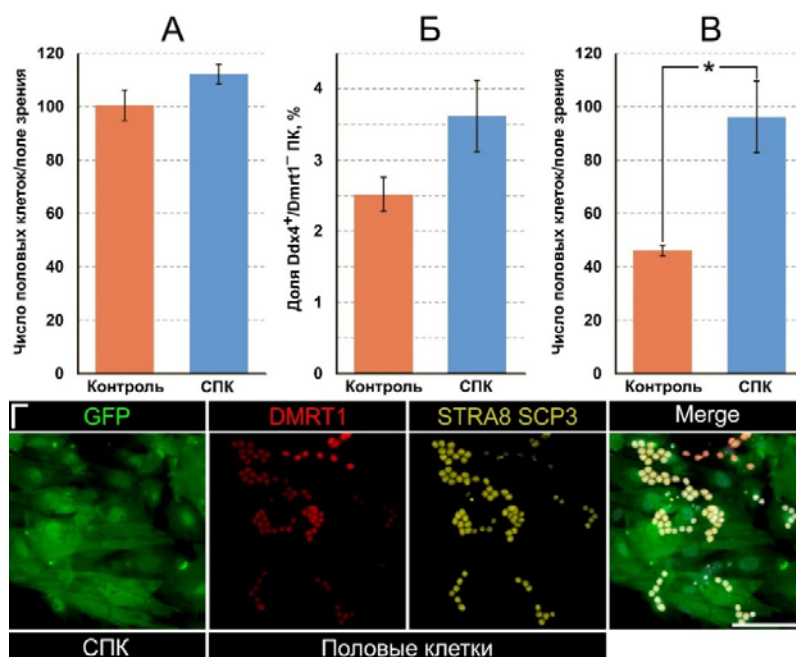 А
Число половых клеток/поле зрения
120
100
80
60
40
20
0
Контроль СПК
Б
Доля Ddx4⁺/Dmrt1⁻ ПК, %
4
3
2
1
0
Контроль СПК
В
Число половых клеток/поле зрения
120
100
80
60
40
20
0
*
Контроль СПК
Г
GFP DMRT1 STRA8 SCP3 Merge
СПК Половые клетки